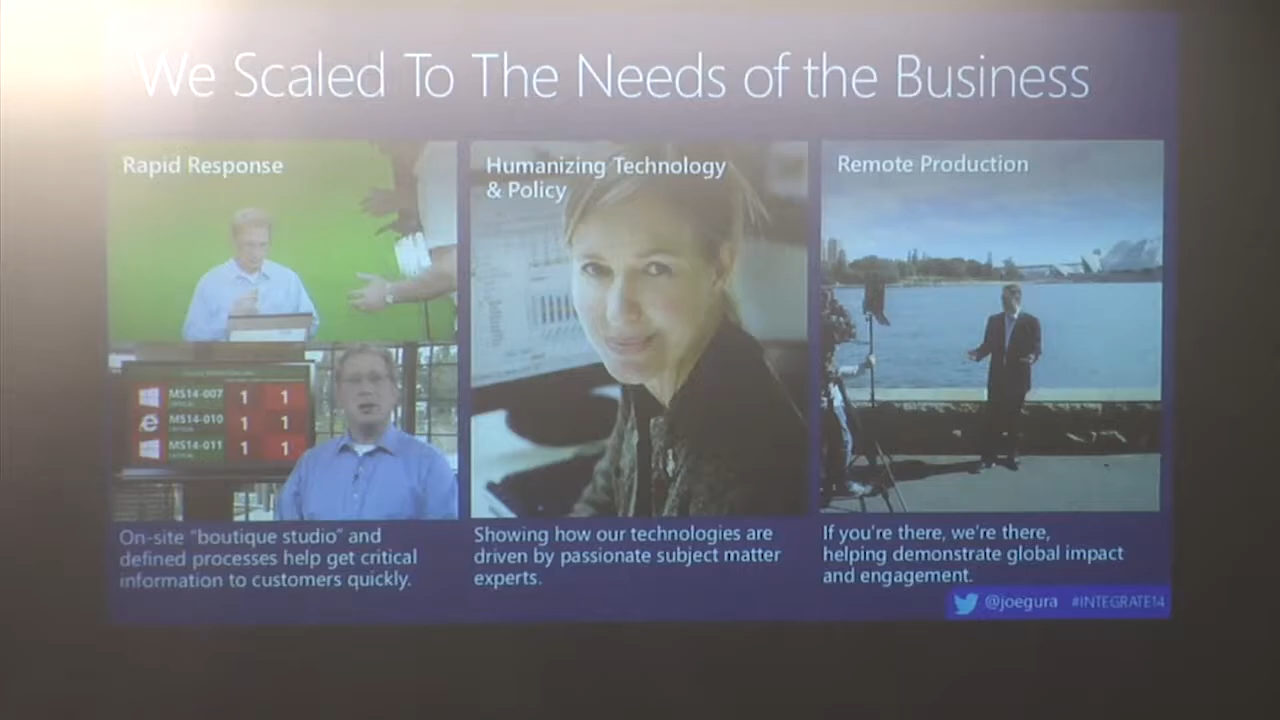 We Scaled To The Needs of the Business
Rapid Response
MS14-007 1 1
MS14-010 1 1
MS14-011 1 1
On-site "boutique studio" and
defined processes help get critical
information to customers quickly.
Humanizing Technology
& Policy
Showing how our technologies are
driven by passionate subject matter
experts.
Remote Production
If you're there, we're there,
helping demonstrate global impact
and engagement.
@joegura #INTEGRATE14